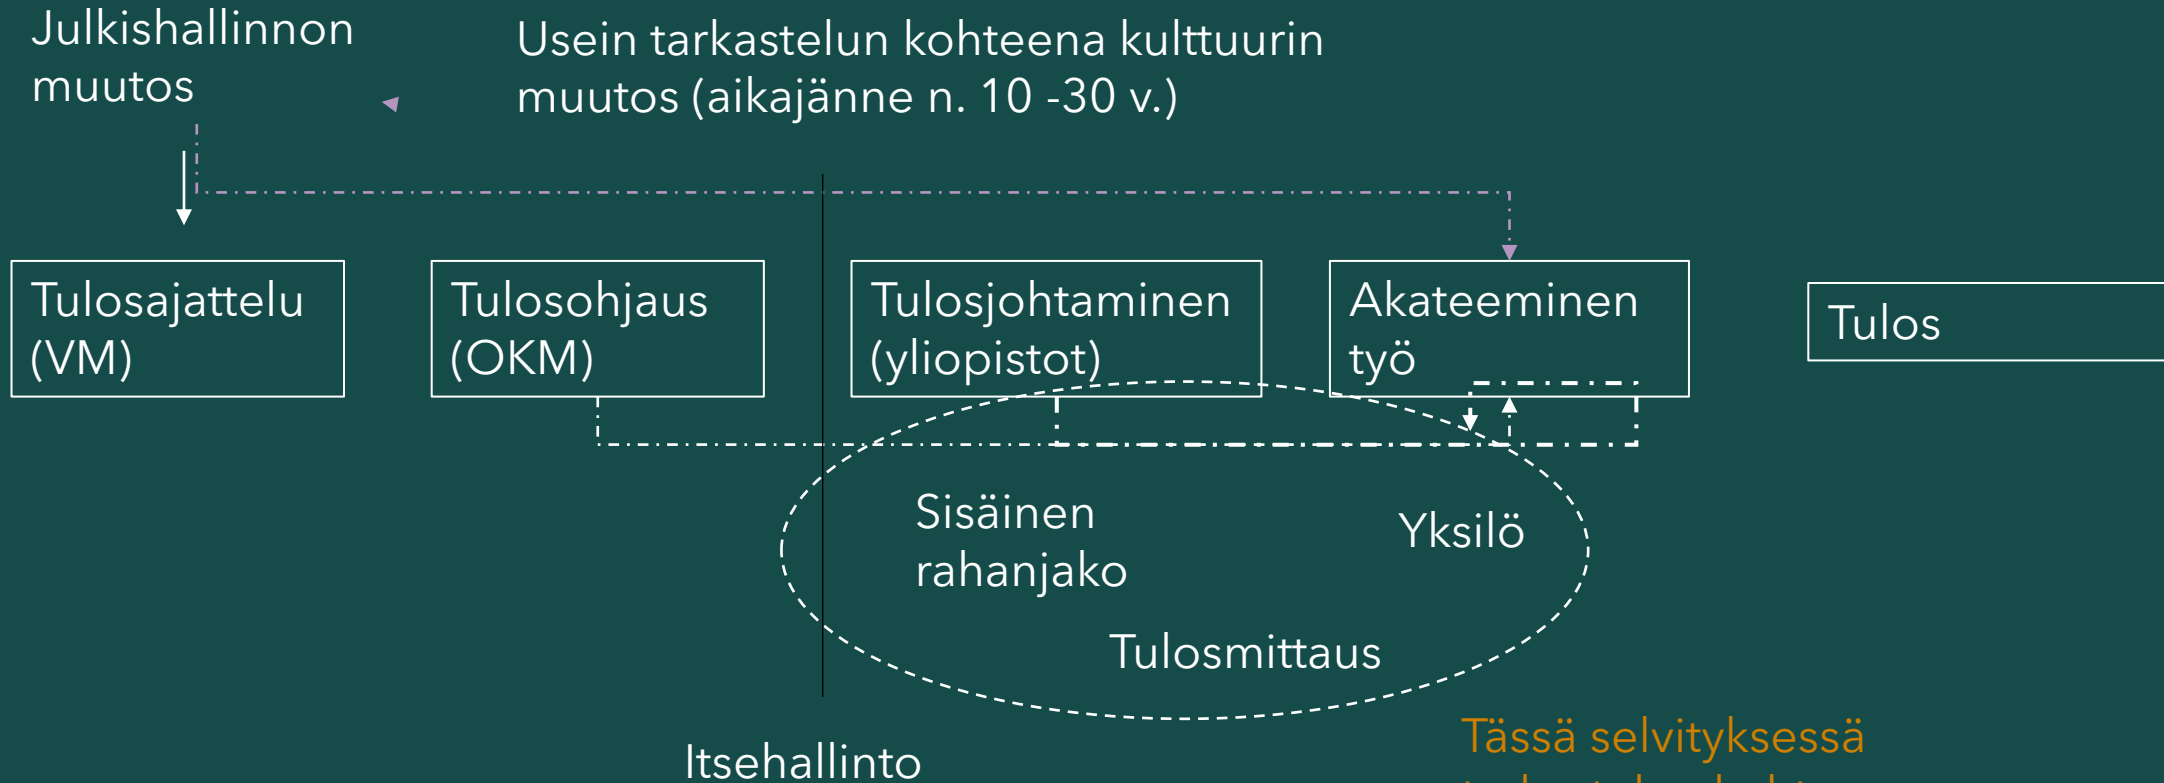 Julkishallinnon
muutos
Usein tarkastelun kohteena kulttuurin
muutos (aikajänne n. 10 -30 v.)
Tulosajattelu
(VM)
Tulosohjaus
(OKM)
Tulosjohtaminen
(yliopistot)
Akateeminen
työ
Tulos
Sisäinen
rahanjako
Yksilö
Tulosmittaus
Itsehallinto
Tässä selvityksessä